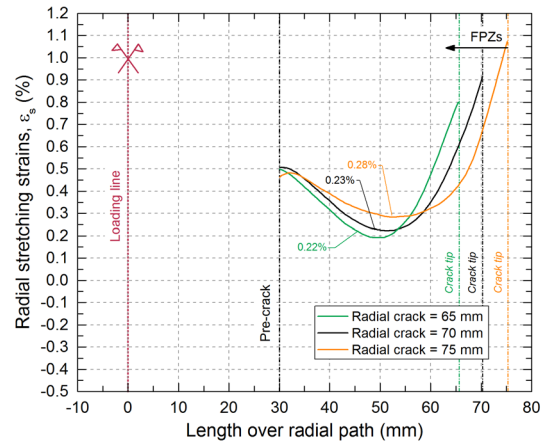 Radial stretching strains, εs (%)
1.2
1.1
1.0
0.9
0.8
0.7
0.6
0.5
0.4
0.3
0.2
0.1
0.0
-0.1
-0.2
-0.3
-0.4
-0.5
FPZs
Loading line
Pre-crack
0.28%
0.23%
0.22%
Crack tip
Crack tip
Crack tip
Radial crack = 65 mm
Radial crack = 70 mm
Radial crack = 75 mm
-10 0 10 20 30 40 50 60 70 80
Length over radial path (mm)